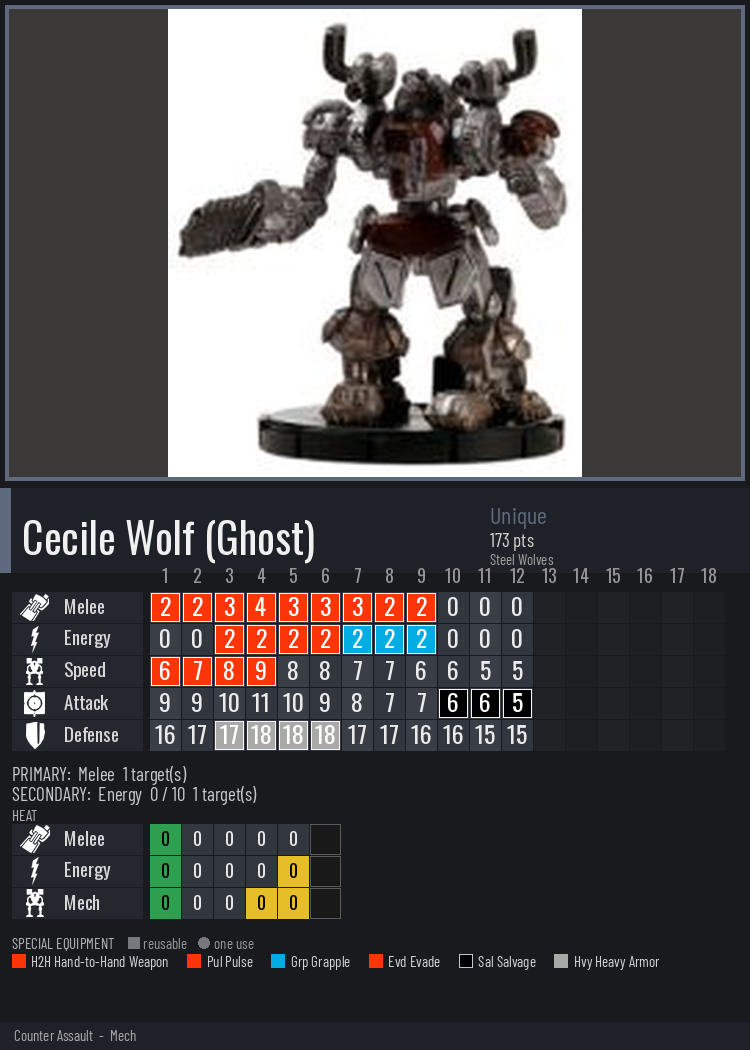 Cecile Wolf (Ghost)
Unique
173 pts
Steel Wolves
1 2 3 4 5 6 7 8 9 10 11 12 13 14 15 16 17 18
Melee 2 2 3 4 3 3 3 2 2 0 0 0
Energy 0 0 2 2 2 2 2 2 2 0 0 0
Speed 6 7 8 9 8 8 7 7 6 6 5 5
Attack 9 9 10 11 10 9 8 7 7 6 6 5
Defense 16 17 17 18 18 18 17 17 16 16 15 15
PRIMARY: Melee 1 target(s)
SECONDARY: Energy 0 / 10 1 target(s)
HEAT
Melee 0 0 0 0 0
Energy 0 0 0 0 0
Mech 0 0 0 0 0
SPECIAL EQUIPMENT reusable one use
H2H Hand-to-Hand Weapon Pul Pulse Grp Grapple Evd Evade Sal Salvage Hvy Heavy Armor
Counter Assault - Mech